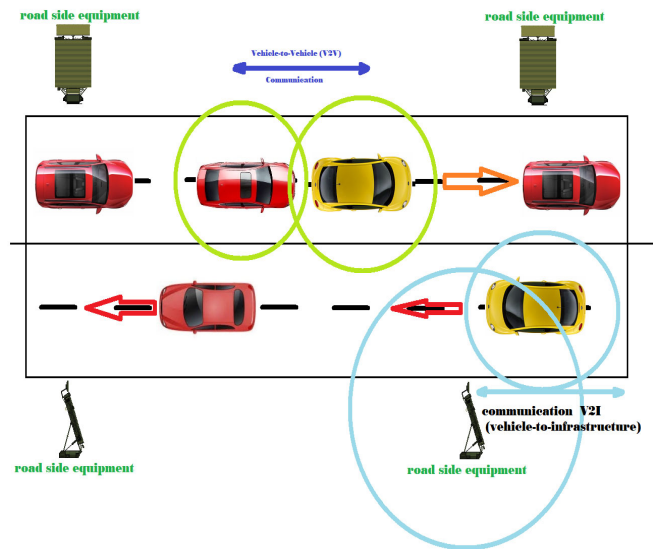 road side equipment
road side equipment
Vehicle-to-Vehicle (V2V)
Communication
communication V2I
(vehicle-to-infrastructure)
road side equipment
road side equipment